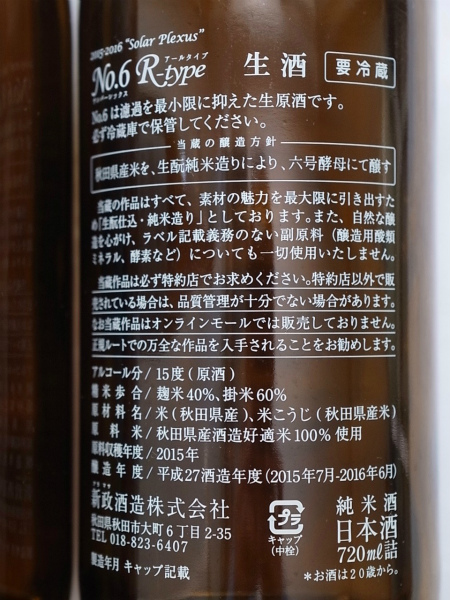 2015-2016 "Solar Plexus"
No.6 R-type 生酒 要冷蔵
ナンバーシックス アールタイプ
No.6 は濾過を最小限に抑えた生原酒です。
必ず冷蔵庫で保管してください。
当蔵の醸造方針
秋田県産米を、生酛純米造りにより、六号酵母にて醸す
当蔵の作品はすべて、素材の魅力を最大限に引き出すた
め「生酛仕込・純米造り」としております。また、自然な醸
造を心がけ、ラベル記載義務のない副原料（醸造用酸類
ミネラル、酵素など）についても一切使用いたしません。
当蔵作品は必ず特約店でお求めください。特約店以外で販
売されている場合は、品質管理が十分でない場合があります。
なお当蔵作品はオンラインモールでは販売しておりません。
正規ルートでの万全な作品を入手されることをお勧めします。
アルコール分/15度(原酒)
精米歩合/麹米40%、掛米60%
原材料名/米(秋田県産)、米こうじ(秋田県産米)
原料米/秋田県産酒造好適米100%使用
原料収穫年度/2015年
醸造年度/平成27酒造年度(2015年7月-2016年6月)
アラマサ
新政酒造株式会社
秋田県秋田市大町6丁目2-35
TEL 018-823-6407
製造年月 キャップ記載
プラ
キャップ
(中栓)
純米酒
日本酒
720ml詰
*お酒は20歳から。